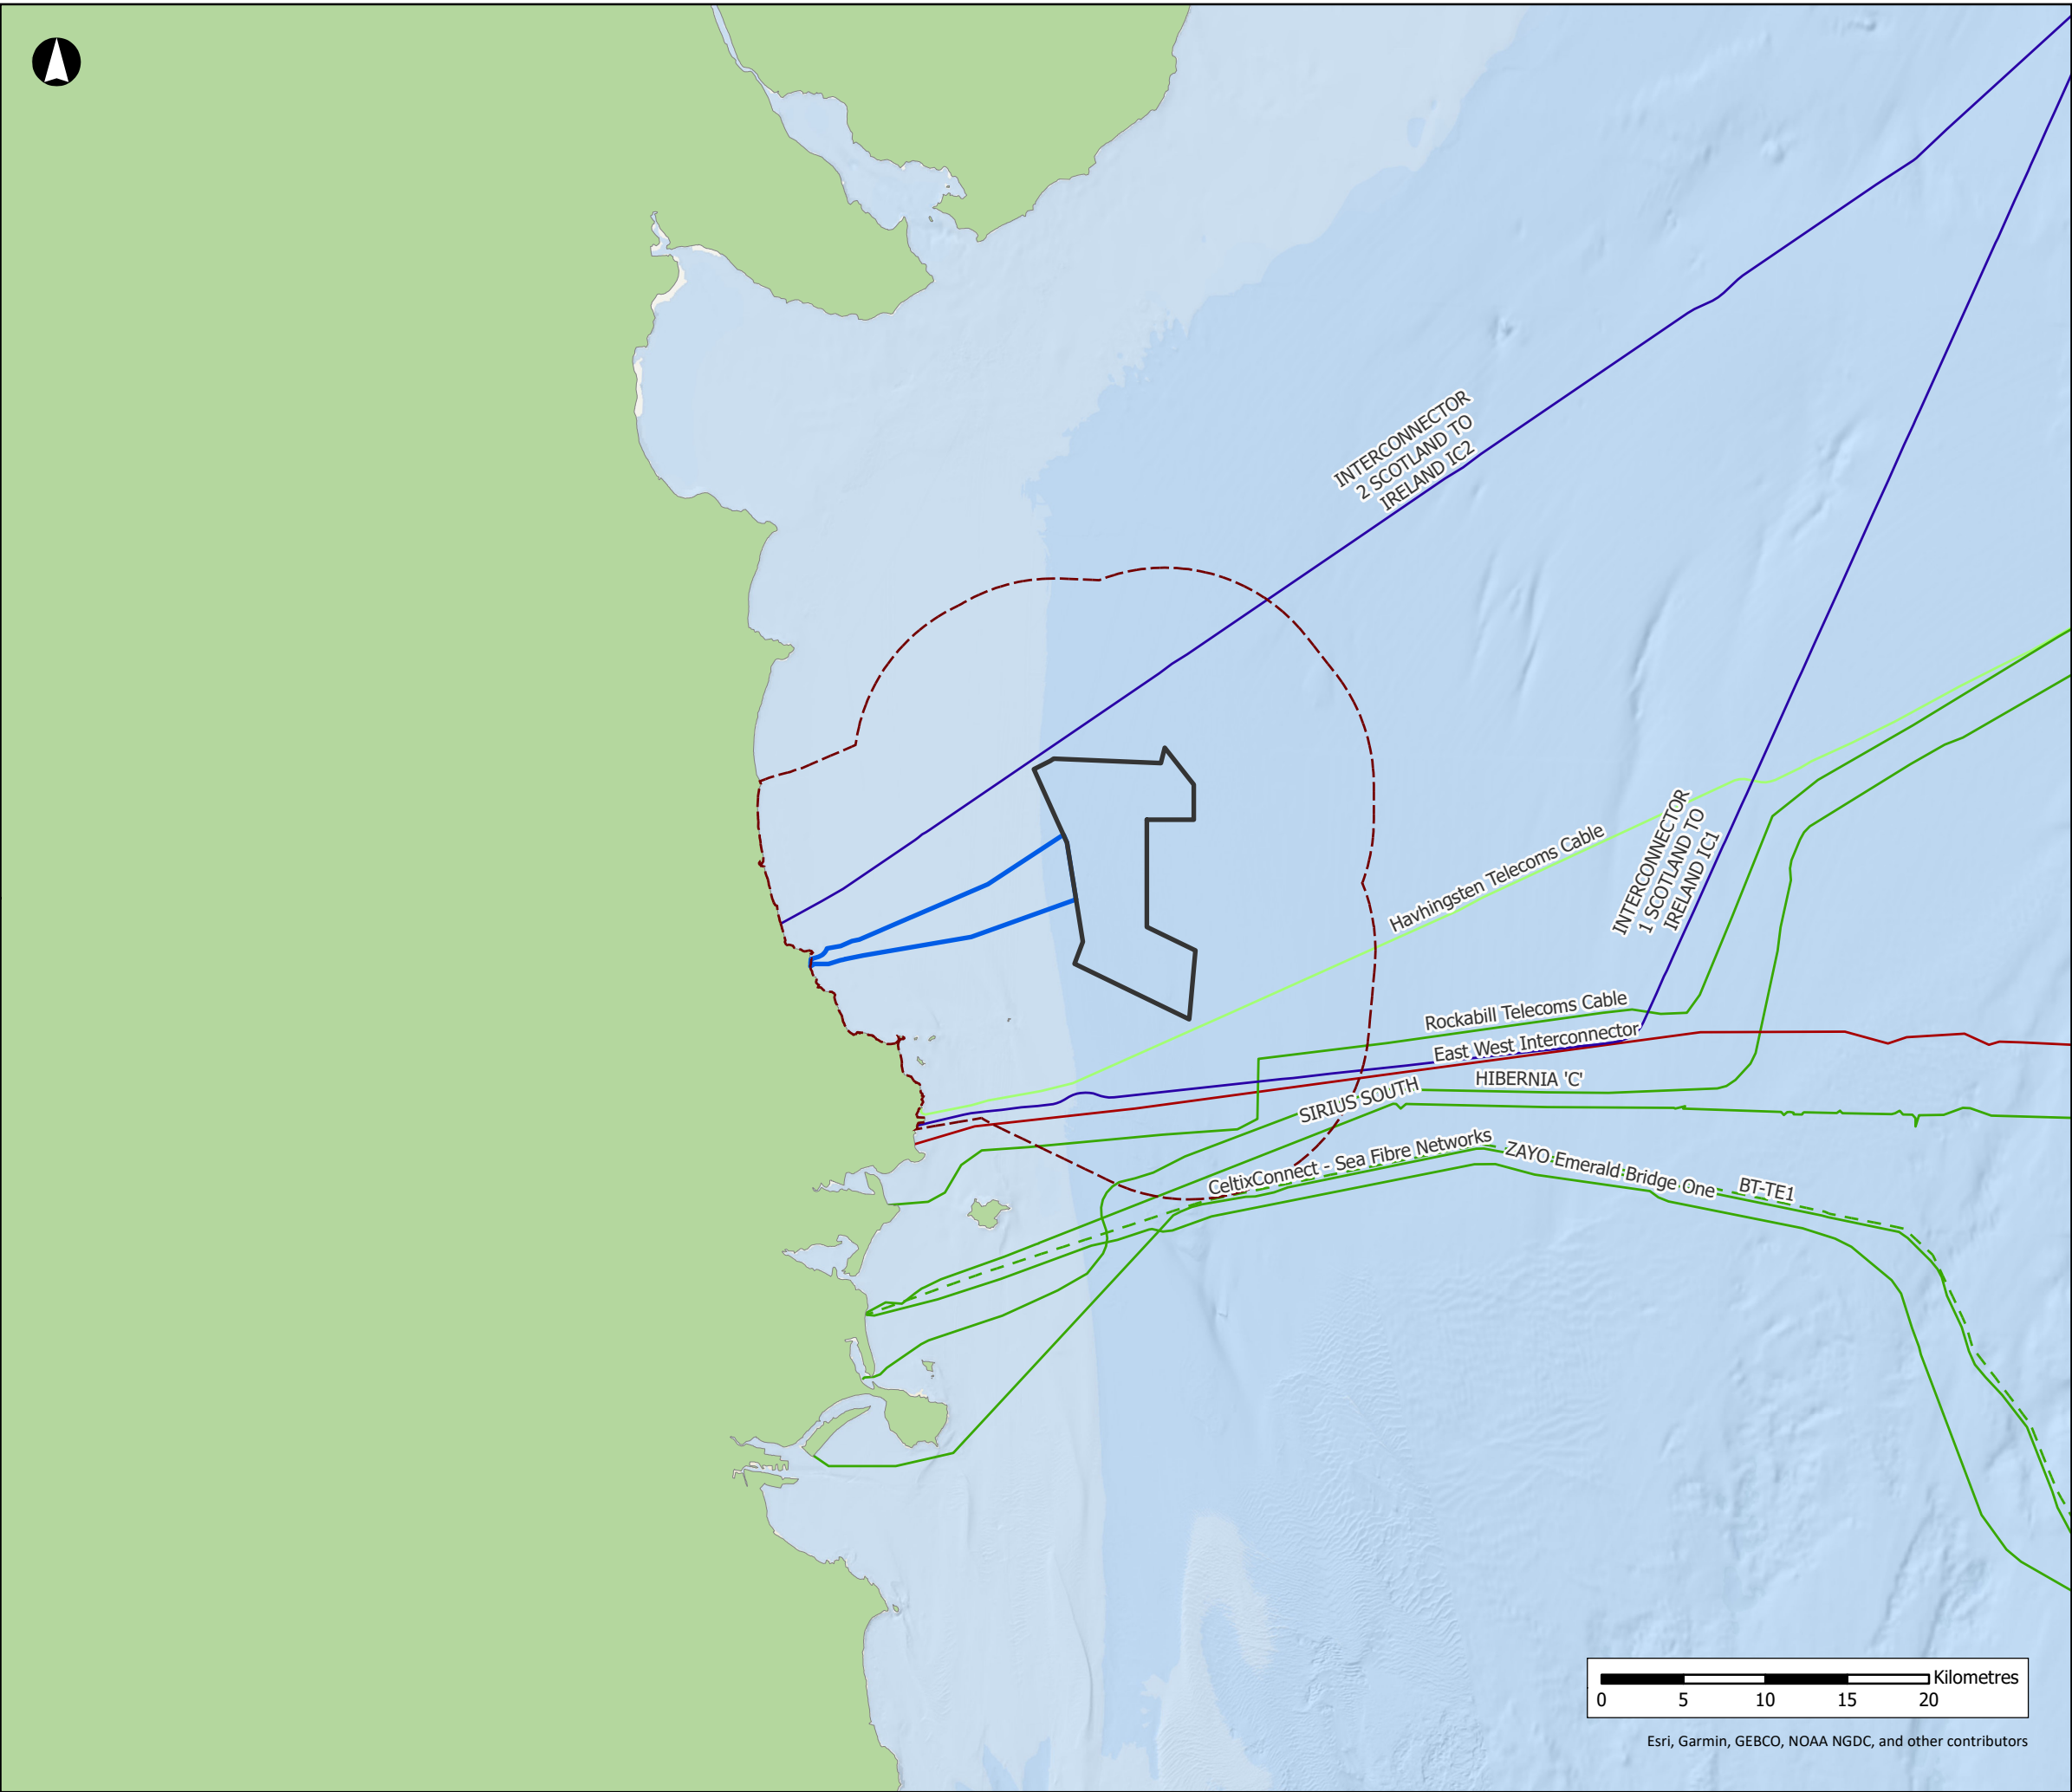 INTERCONNECTOR
2 SCOTLAND TO
IRELAND IC2
Havhingsten Telecoms Cable
INTERCONNECTOR
1 SCOTLAND TO
IRELAND IC1
Rockabill Telecoms Cable
East West Interconnector
HIBERNIA 'C'
SIRIUS SOUTH
CeltixConnect - Sea Fibre Networks
ZAYO Emerald Bridge One
BT-TE1
Kilometres
0 5 10 15 20
Esri, Garmin, GEBCO, NOAA NGDC, and other contributors